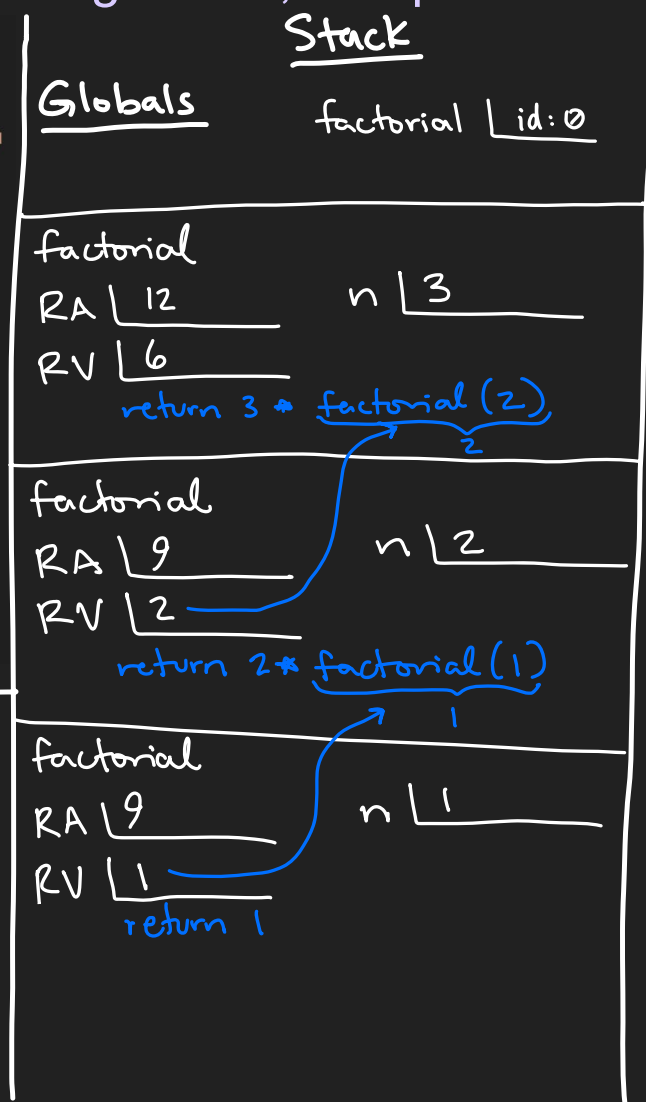 Stack
Globals
factorial id:0
factorial
RA 12 n 3
RV 6
return 3 * factorial(2)
2
factorial
RA 9 n 2
RV 2
return 2 * factorial(1)
1
factorial
RA 9 n 1
RV 1
return 1